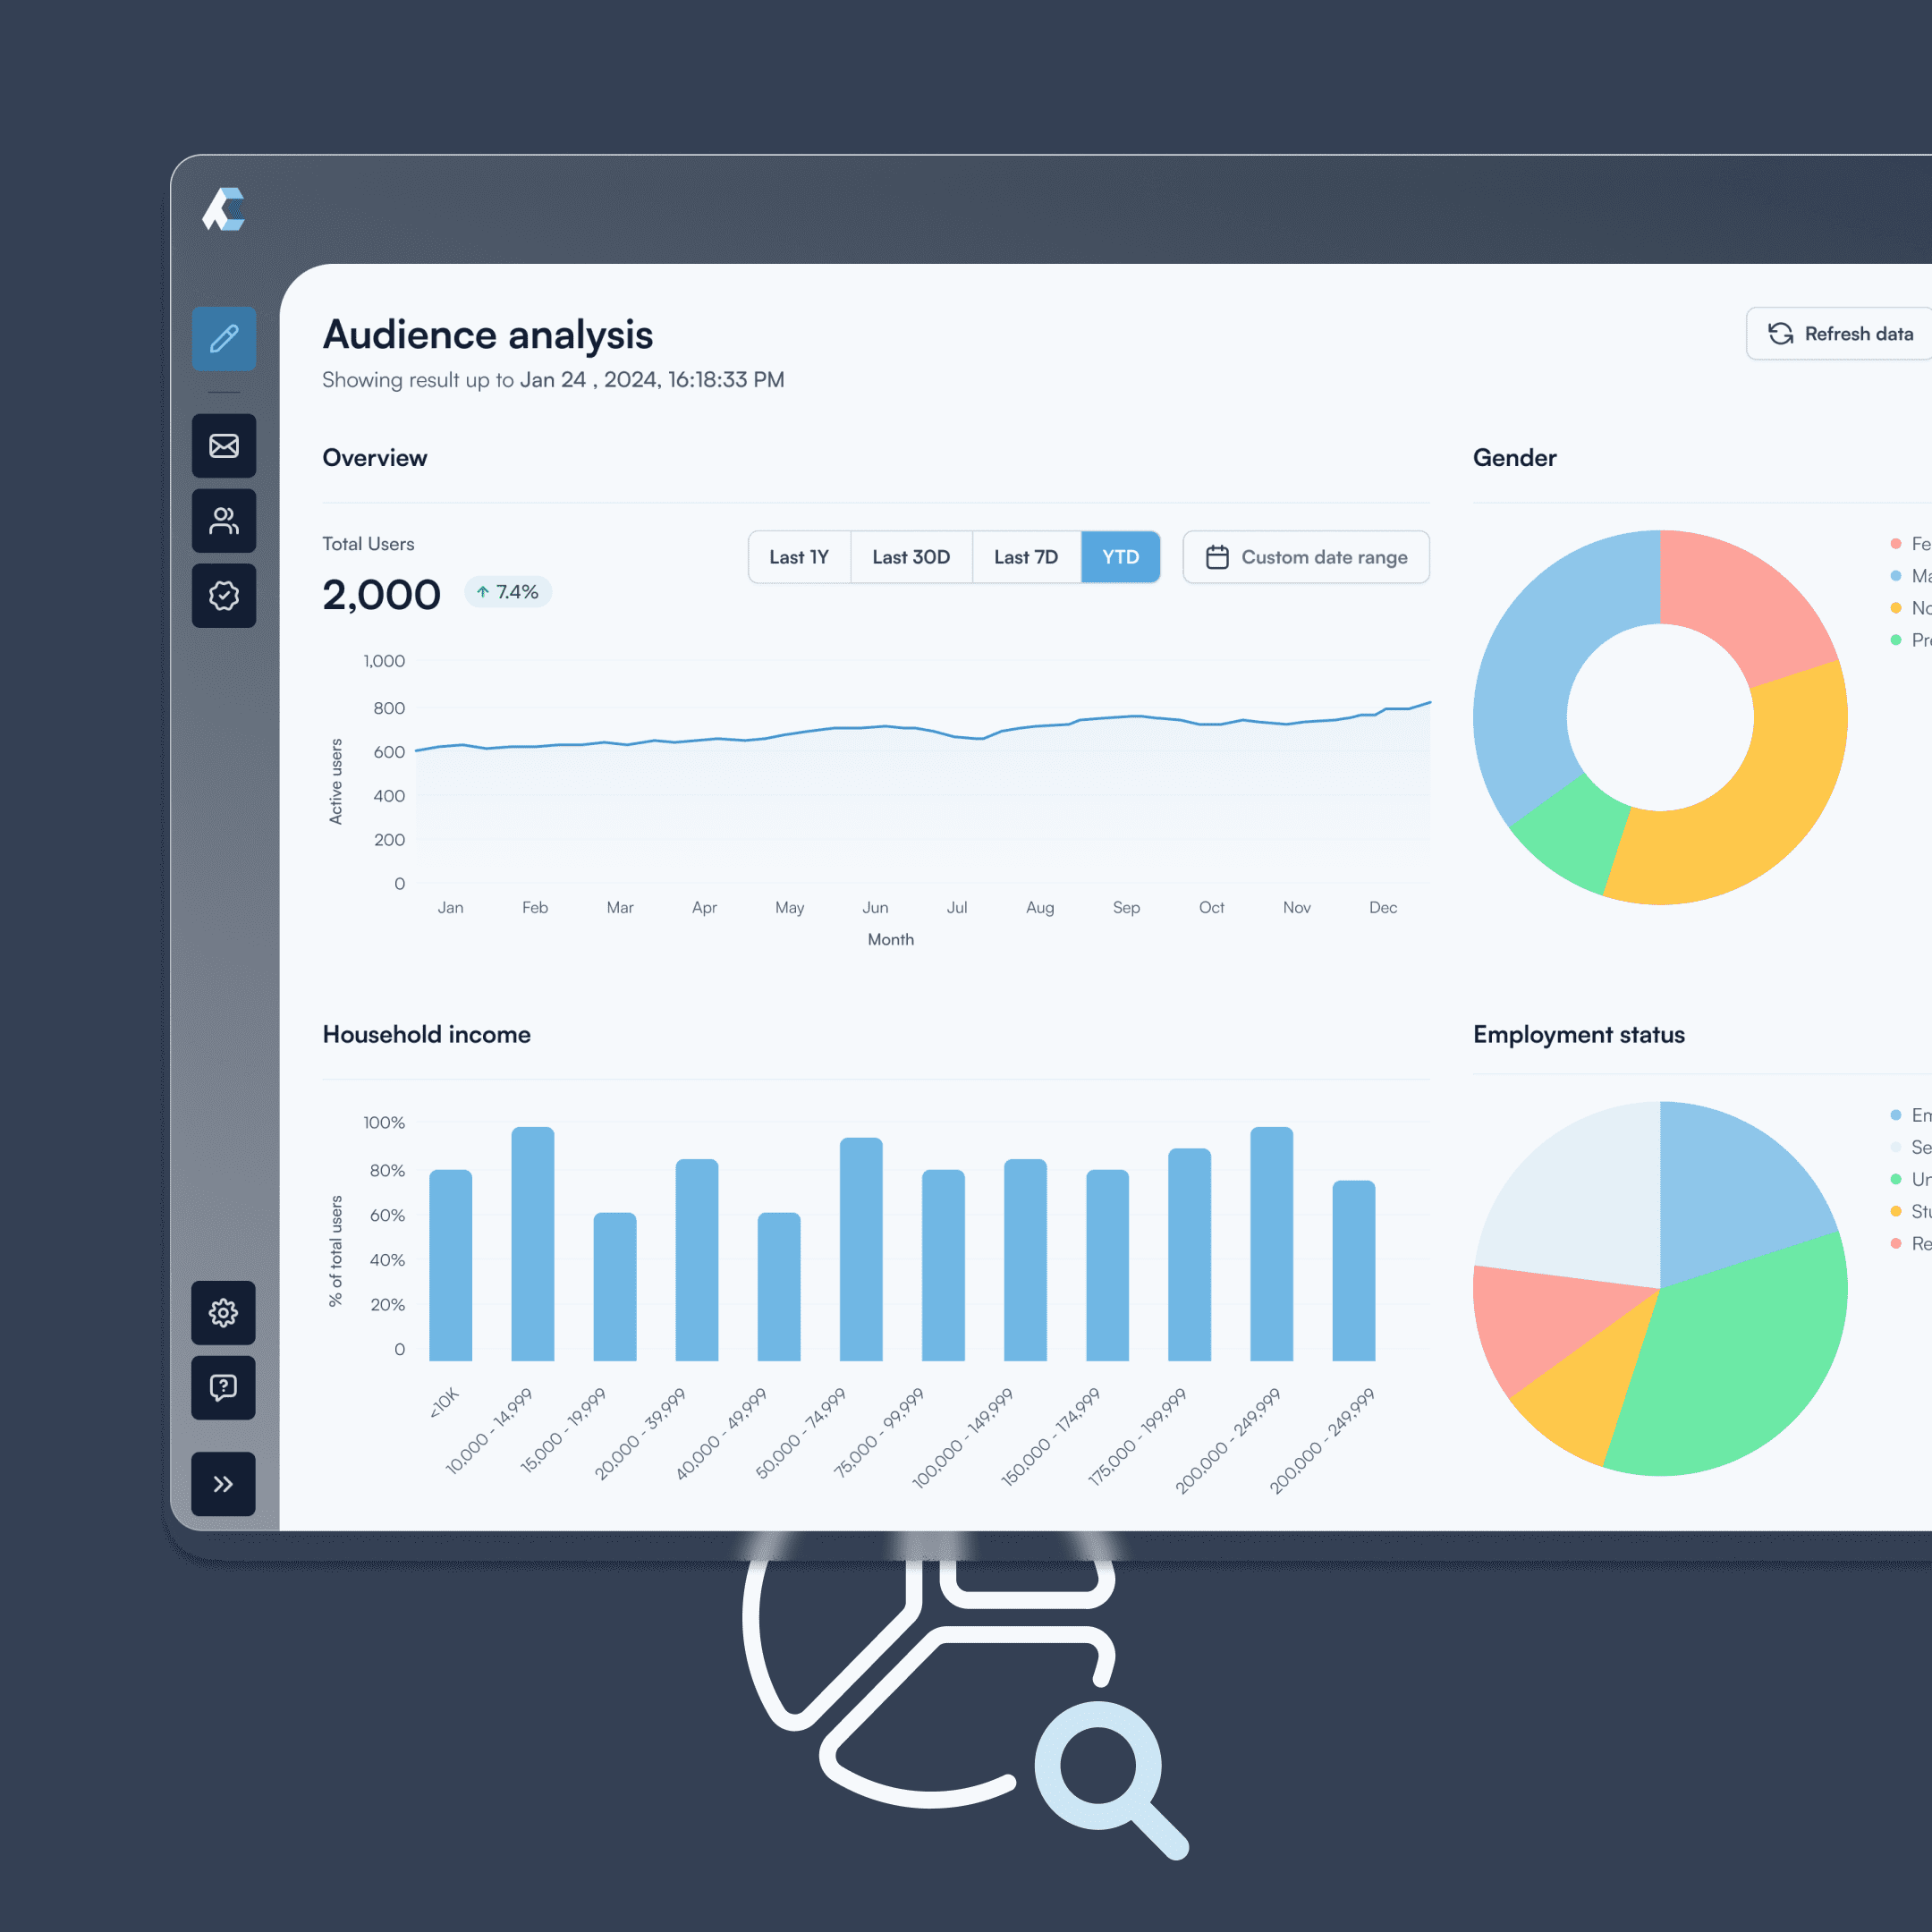 Audience analysis
Refresh data
Showing result up to Jan 24 , 2024, 16:18:33 PM
Overview
Total Users
2,000
7.4%
Last 1Y
Last 30D
Last 7D
YTD
Custom date range
1,000
800
600
400
200
0
Active users
Jan
Feb
Mar
Apr
May
Jun
Jul
Aug
Sep
Oct
Nov
Dec
Month
Gender
Fe
Ma
No
Pre
Household income
100%
80%
60%
40%
20%
0
% of total users
<10K
10,000 - 14,999
15,000 - 19,999
20,000 - 39,999
40,000 - 49,999
50,000 - 74,999
75,000 - 99,999
100,000 - 149,999
150,000 - 174,999
175,000 - 199,999
200,000 - 249,999
200,000 - 249,999
Employment status
Em
Se
Un
Stu
Re